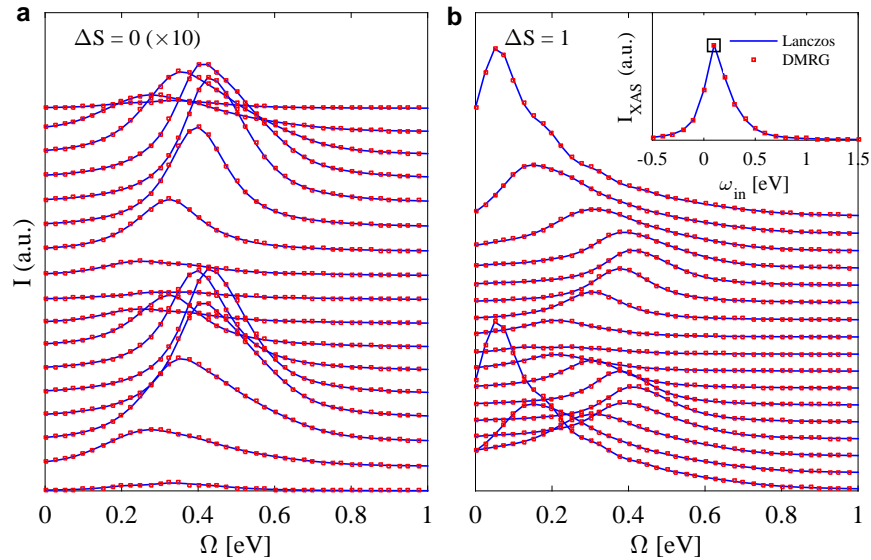 a
ΔS = 0 (×10)
I (a.u.)
0
0.2
0.4
0.6
0.8
1
Ω [eV]
b
ΔS = 1
I_XAS (a.u.)
Lanczos
DMRG
-0.5
0
0.5
1
1.5
ω_in [eV]
0
0.2
0.4
0.6
0.8
1
Ω [eV]